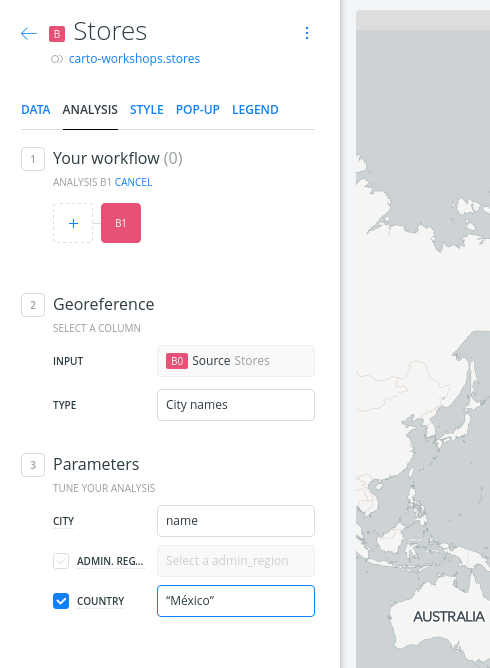 B Stores
carto-workshops.stores
DATA ANALYSIS STYLE POP-UP LEGEND
1 Your workflow (0)
ANALYSIS B1 CANCEL
+ B1
2 Georeference
SELECT A COLUMN
INPUT B0 Source Stores
TYPE City names
3 Parameters
TUNE YOUR ANALYSIS
CITY name
ADMIN. REG... Select a admin_region
COUNTRY “México”
AUSTRALIA